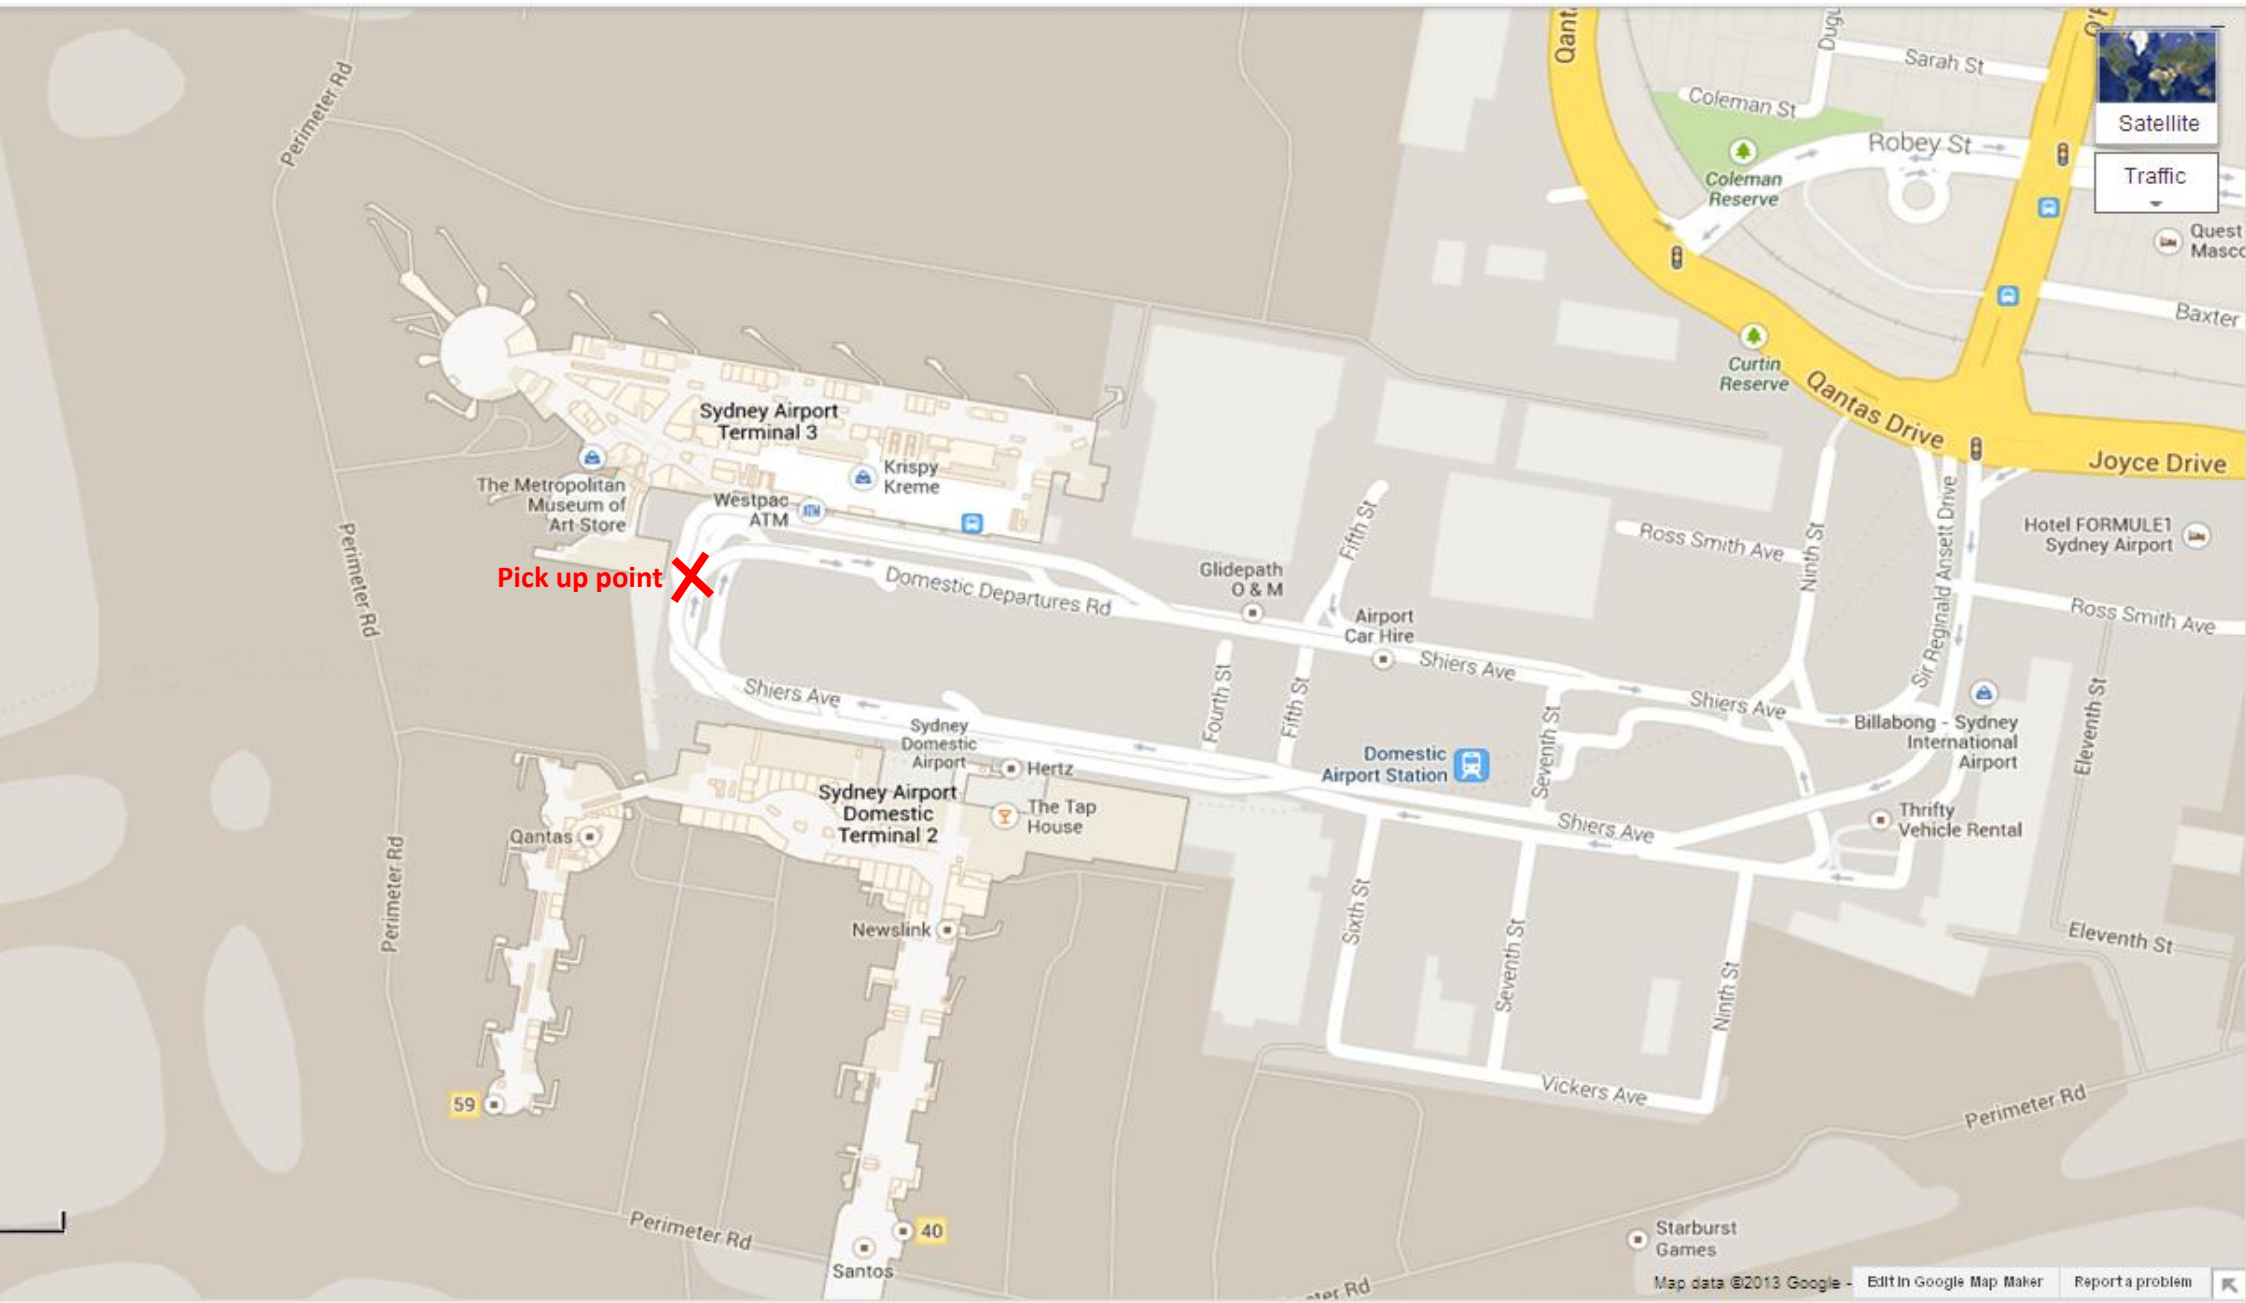 Qant
Dugu
O'R
Sarah St
Coleman St
Satellite
Robey St
Traffic
Coleman
Reserve
Quest
Masco
Baxter
Perimeter Rd
Curtin
Reserve
Qantas Drive
Joyce Drive
Sydney Airport
Terminal 3
Krispy
Kreme
The Metropolitan
Museum of
Art Store
Westpac
ATM
ATM
Fifth St
Ross Smith Ave
Ninth St
Sir Reginald Ansett Drive
Hotel FORMULE1
Sydney Airport
Perimeter Rd
Pick up point
Domestic Departures Rd
Glidepath
O & M
Airport
Car Hire
Ross Smith Ave
Shiers Ave
Shiers Ave
Fourth St
Fifth St
Shiers Ave
Seventh St
Eleventh St
Billabong - Sydney
International
Airport
Sydney
Domestic
Airport
Hertz
Domestic
Airport Station
Sydney Airport
Domestic
Terminal 2
The Tap
House
Shiers Ave
Thrifty
Vehicle Rental
Qantas
Perimeter Rd
Newslink
Sixth St
Seventh St
Ninth St
Eleventh St
Vickers Ave
Perimeter Rd
59
Perimeter Rd
40
Santos
Starburst
Games
eter Rd
Map data ©2013 Google -
Edit in Google Map Maker
Report a problem